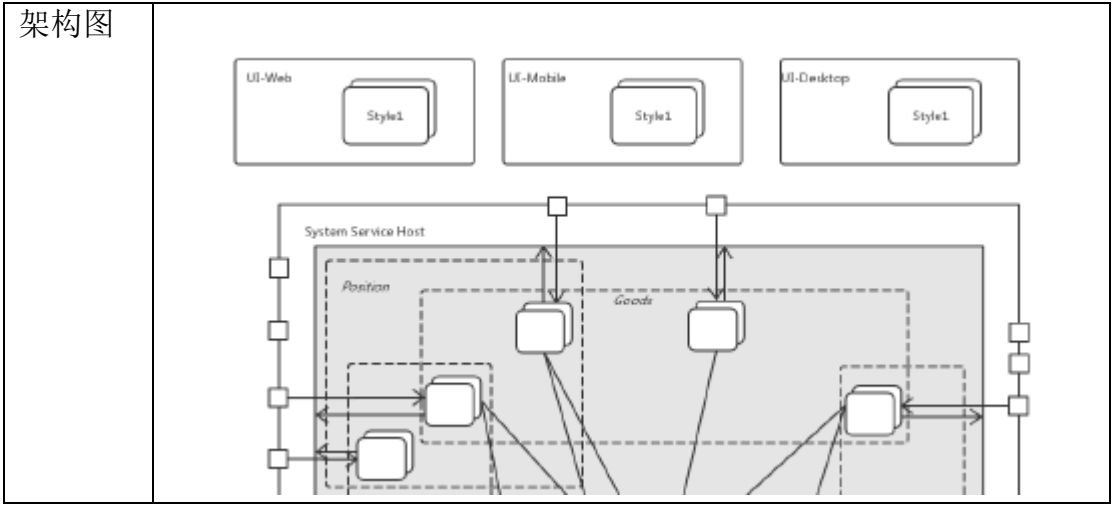 架构图
UI-Web
UI-Mobile
UI-Desktop
Style1
Style1
Style1
System Service Host
Position
Goods